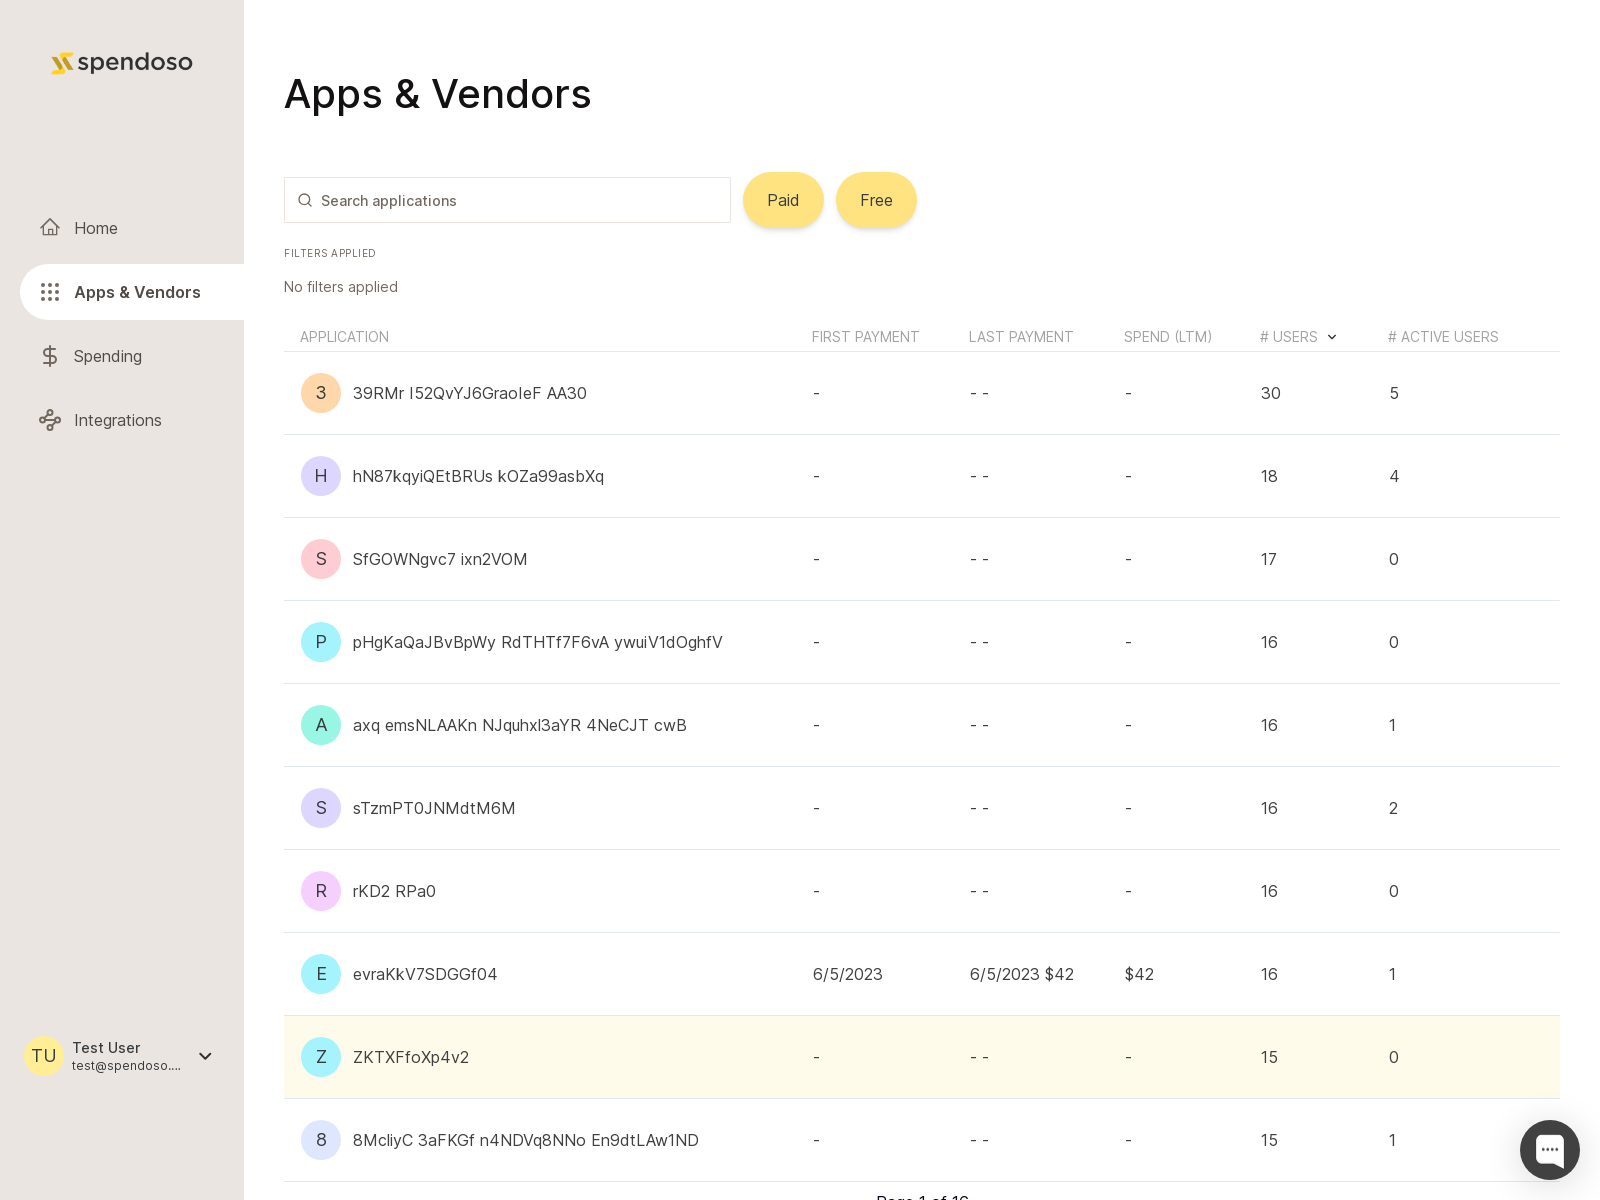 spendoso
Apps & Vendors
Search applications
Paid
Free
FILTERS APPLIED
No filters applied
Home
Apps & Vendors
Spending
Integrations
APPLICATION FIRST PAYMENT LAST PAYMENT SPEND (LTM) # USERS # ACTIVE USERS
3 39RMr I52QvYJ6GraoIeF AA30 - - - - 30 5
H hN87kqyiQEtBRUs kOZa99asbXq - - - - 18 4
S SfGOWNgvc7 ixn2VOM - - - - 17 0
P pHgKaQaJBvBpWy RdTHTf7F6vA ywuiV1dOghfV - - - - 16 0
A axq emsNLAAKn NJquhxl3aYR 4NeCJT cwB - - - - 16 1
S sTzmPT0JNMdtM6M - - - - 16 2
R rKD2 RPa0 - - - - 16 0
E evraKkV7SDGGf04 6/5/2023 6/5/2023 $42 $42 16 1
Z ZKTXFfoXp4v2 - - - - 15 0
8 8McliyC 3aFKGf n4NDVq8NNo En9dtLAw1ND - - - - 15 1
Page 1 of 16
TU
Test User
test@spendoso....